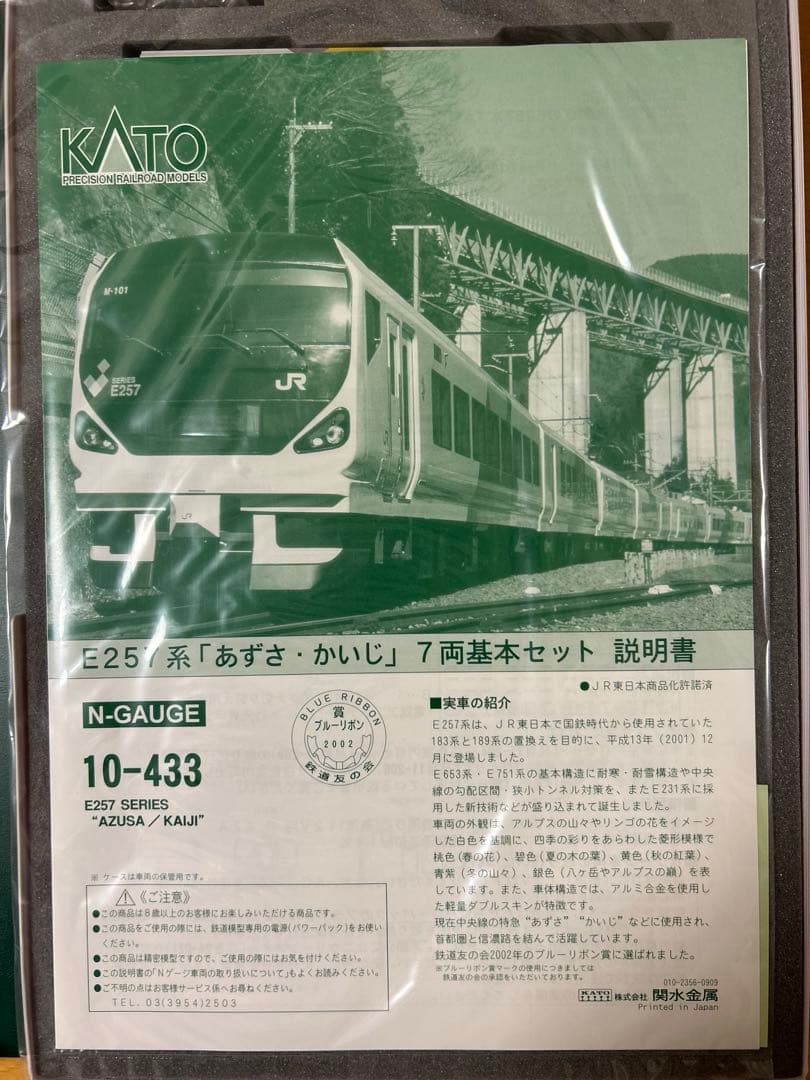 KATO
PRECISION RAILROAD MODELS
M-101
SERIES
E257
JR
JR
E257系「あずさ・かいじ」7両基本セット 説明書
●JR東日本商品化許諾済
N-GAUGE
10-433
E257 SERIES
"AZUSA／KAIJI"
BLUE RIBBON
賞
ブルーリボン
2002
鉄道友の会
■実車の紹介
E257系は、JR東日本で国鉄時代から使用されていた
183系と189系の置換えを目的に、平成13年（2001）12
月に登場しました。
E653系・E751系の基本構造に耐寒・耐雪構造や中央
線の勾配区間・狭小トンネル対策を、またE231系に採
用した新技術などが盛り込まれて誕生しました。
車両の外観は、アルプスの山々やリンゴの花をイメージ
した白色を基調に、四季の彩りをあらわした菱形模様で
桃色（春の花）、碧色（夏の木の葉）、黄色（秋の紅葉）、
青紫（冬の山々）、銀色（八ヶ岳やアルプスの巓）を表
しています。また、車体構造では、アルミ合金を使用し
た軽量ダブルスキンが特徴です。
現在中央線の特急"あずさ" "かいじ"などに使用され、
首都圏と信濃路を結んで活躍しています。
鉄道友の会2002年のブルーリボン賞に選ばれました。
※ブルーリボン賞マークの使用につきましては
鉄道友の会の承認をいただいております。
※ ケースは車両の保管用です。
《ご注意》
●この商品は8歳以上のお客様にお楽しみいただける商品です。
●この商品をご使用の際には、鉄道模型専用の電源（パワーパック）をお使い
ください。
●この商品は精密模型ですので、ご使用の際にはお気を付けください。
●この説明書の「Nゲージ車両の取り扱いについて」もよくお読みください。
●ご不明の点はお客様サービス係へお尋ねください。
TEL. 03(3954)2503
010-2356-0909
KATO 株式会社 関水金属
Printed in Japan